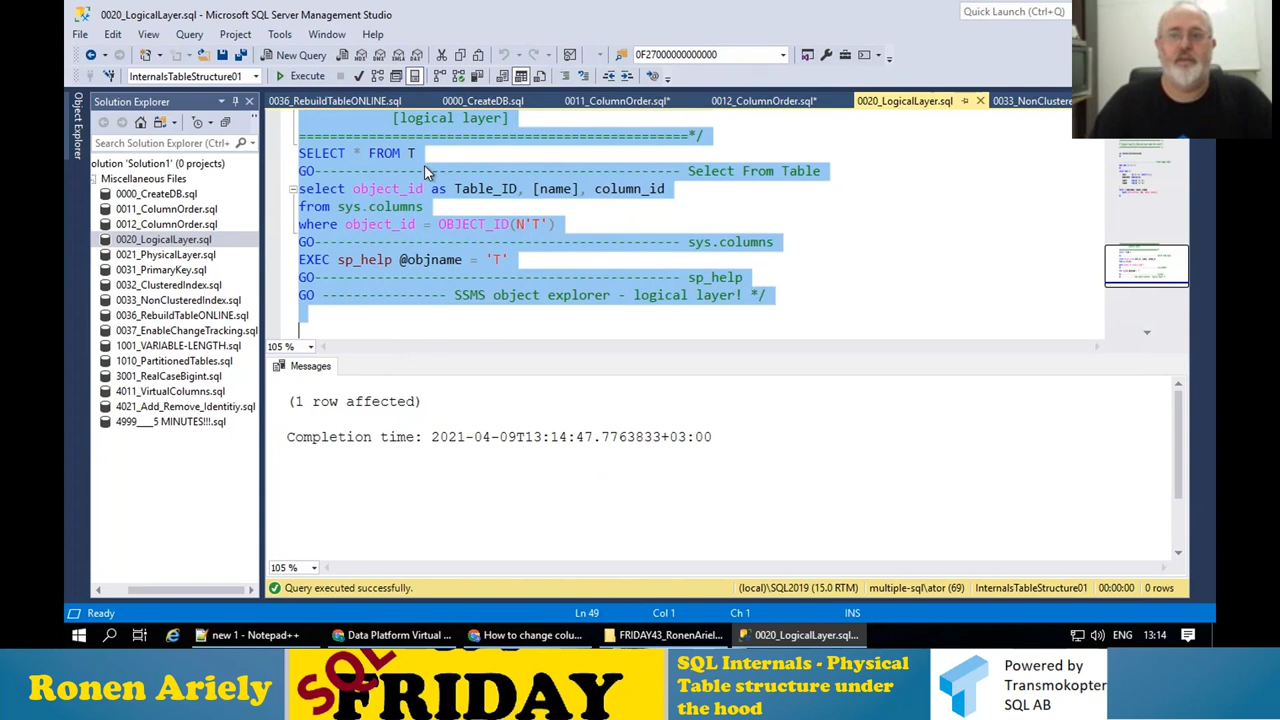 0020_LogicalLayer.sql - Microsoft SQL Server Management Studio
Quick Launch (Ctrl+Q)
File Edit View Query Project Tools Window Help
New Query
0F27000000000000
InternalsTableStructure01
Execute
Object Explorer
Solution Explorer
0036_RebuildTableONLINE.sql 0000_CreateDB.sql 0011_ColumnOrder.sql* 0012_ColumnOrder.sql* 0020_LogicalLayer.sql 0033_NonClustere
Search Solution Explorer
olution 'Solution1' (0 projects)
Miscellaneous Files
0000_CreateDB.sql
0011_ColumnOrder.sql
0012_ColumnOrder.sql
0020_LogicalLayer.sql
0021_PhysicalLayer.sql
0031_PrimaryKey.sql
0032_ClusteredIndex.sql
0033_NonClusteredIndex.sql
0036_RebuildTableONLINE.sql
0037_EnableChangeTracking.sql
1001_VARIABLE-LENGTH.sql
1010_PartitionedTables.sql
3001_RealCaseBigint.sql
4011_VirtualColumns.sql
4021_Add_Remove_Identitiy.sql
4999___5 MINUTES!!!.sql
[logical layer]
================================================*/
SELECT * FROM T
GO---------------------------------------------- Select From Table
select object_id as Table_ID, [name], column_id
from sys.columns
where object_id = OBJECT_ID(N'T')
GO---------------------------------------------- sys.columns
EXEC sp_help @objname = 'T'
GO---------------------------------------------- sp_help
GO ---------------- SSMS object explorer - logical layer! */
105 %
Messages
(1 row affected)
Completion time: 2021-04-09T13:14:47.7763833+03:00
105 %
Query executed successfully.
(local)\SQL2019 (15.0 RTM) multiple-sql\ator (69) InternalsTableStructure01 00:00:00 0 rows
Ready Ln 49 Col 1 Ch 1 INS
new 1 - Notepad++ Data Platform Virtual ... How to change colu... FRIDAY43_RonenAriel... 0020_LogicalLayer.sql... ENG 13:14
Ronen Ariely
SQL
FRIDAY
SQL Internals - Physical
Table structure under
the hood
Powered by
Transmokopter
SQL AB